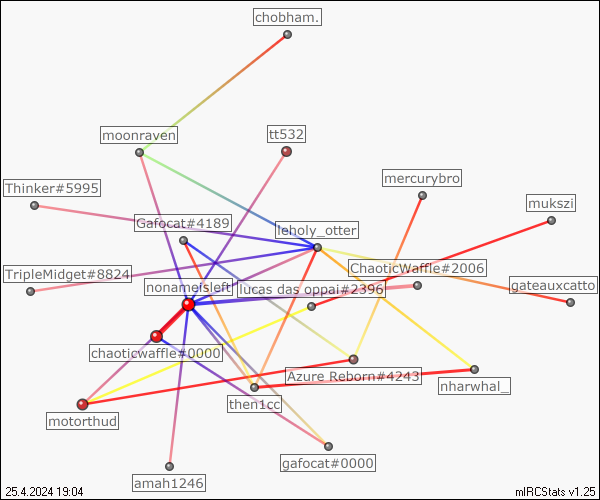 chobham.
moonraven
tt532
mercurybro
Thinker#5995
mukszi
Gafocat#4189
leholy_otter
ChaoticWaffle#2006
TripleMidget#8824
gateauxcatto
nonameisleft
lucas das oppai#2396
chaoticwaffle#0000
Azure Reborn#4243
nharwhal_
then1cc
motorthud
gafocat#0000
amah1246
25.4.2024 19:04
mIRCStats v1.25